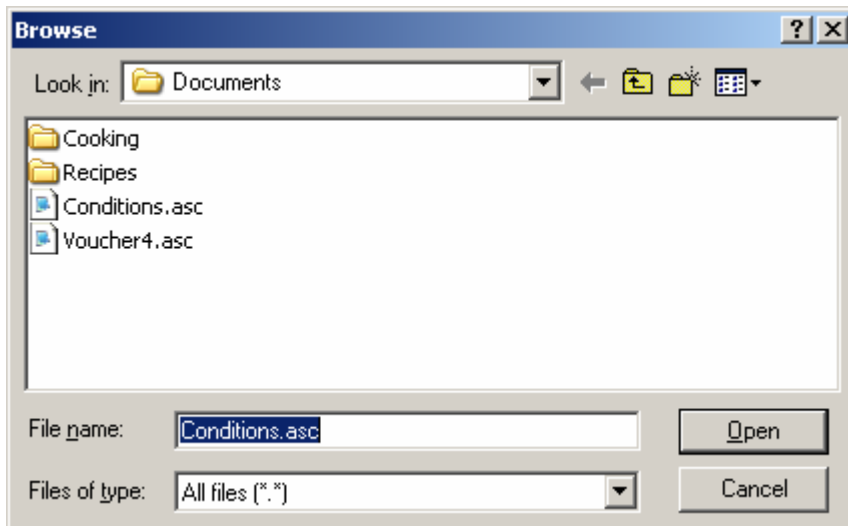 Browse
Look in: Documents
Cooking
Recipes
Conditions.asc
Voucher4.asc
File name: Conditions.asc Open
Files of type: All files (*.*) Cancel